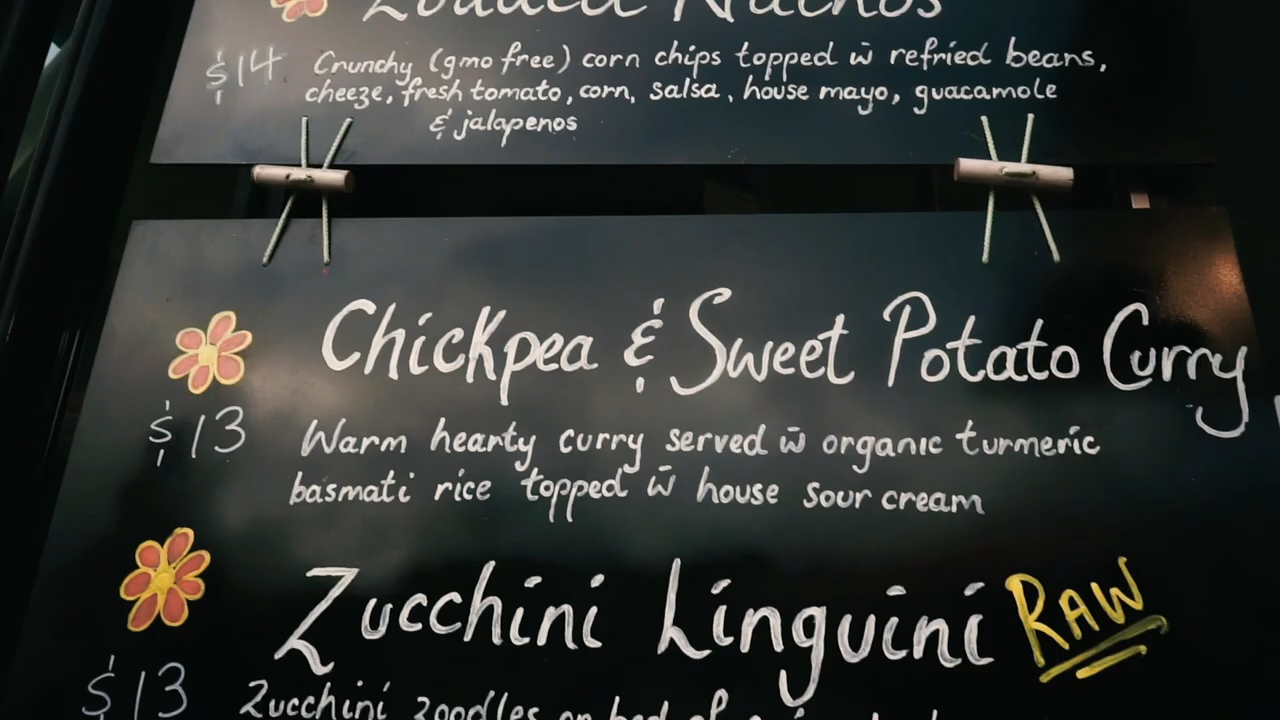 Loaded Nachos
$14 Crunchy (gmo free) corn chips topped w̄ refried beans,
cheeze, fresh tomato, corn, salsa, house mayo, guacamole
& jalapenos
Chickpea & Sweet Potato Curry
$13 Warm hearty curry served w̄ organic turmeric
basmati rice topped w̄ house sour cream
Zucchini Linguini RAW
$13 Zucchini zoodles on bed of